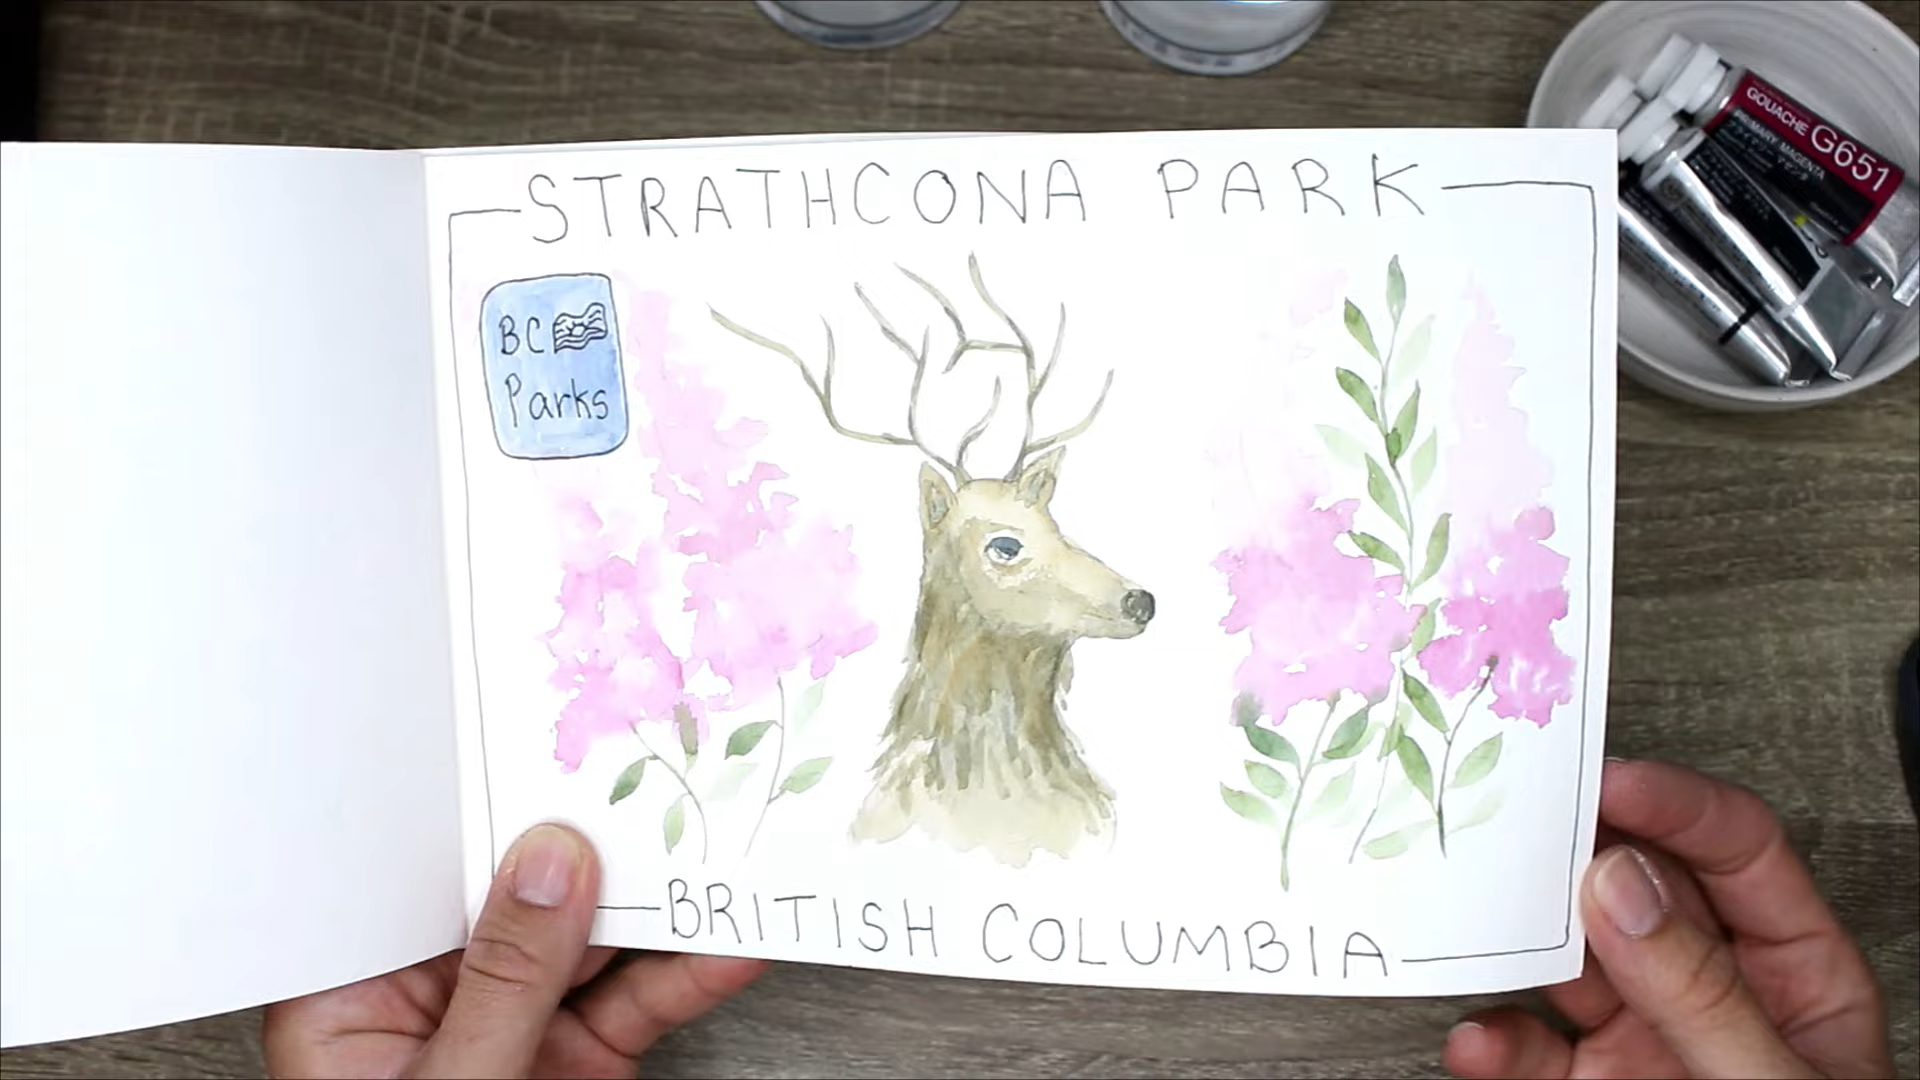 STRATHCONA PARK
BC
Parks
BRITISH COLUMBIA
GOUACHE G651
PRIMARY MAGENTA